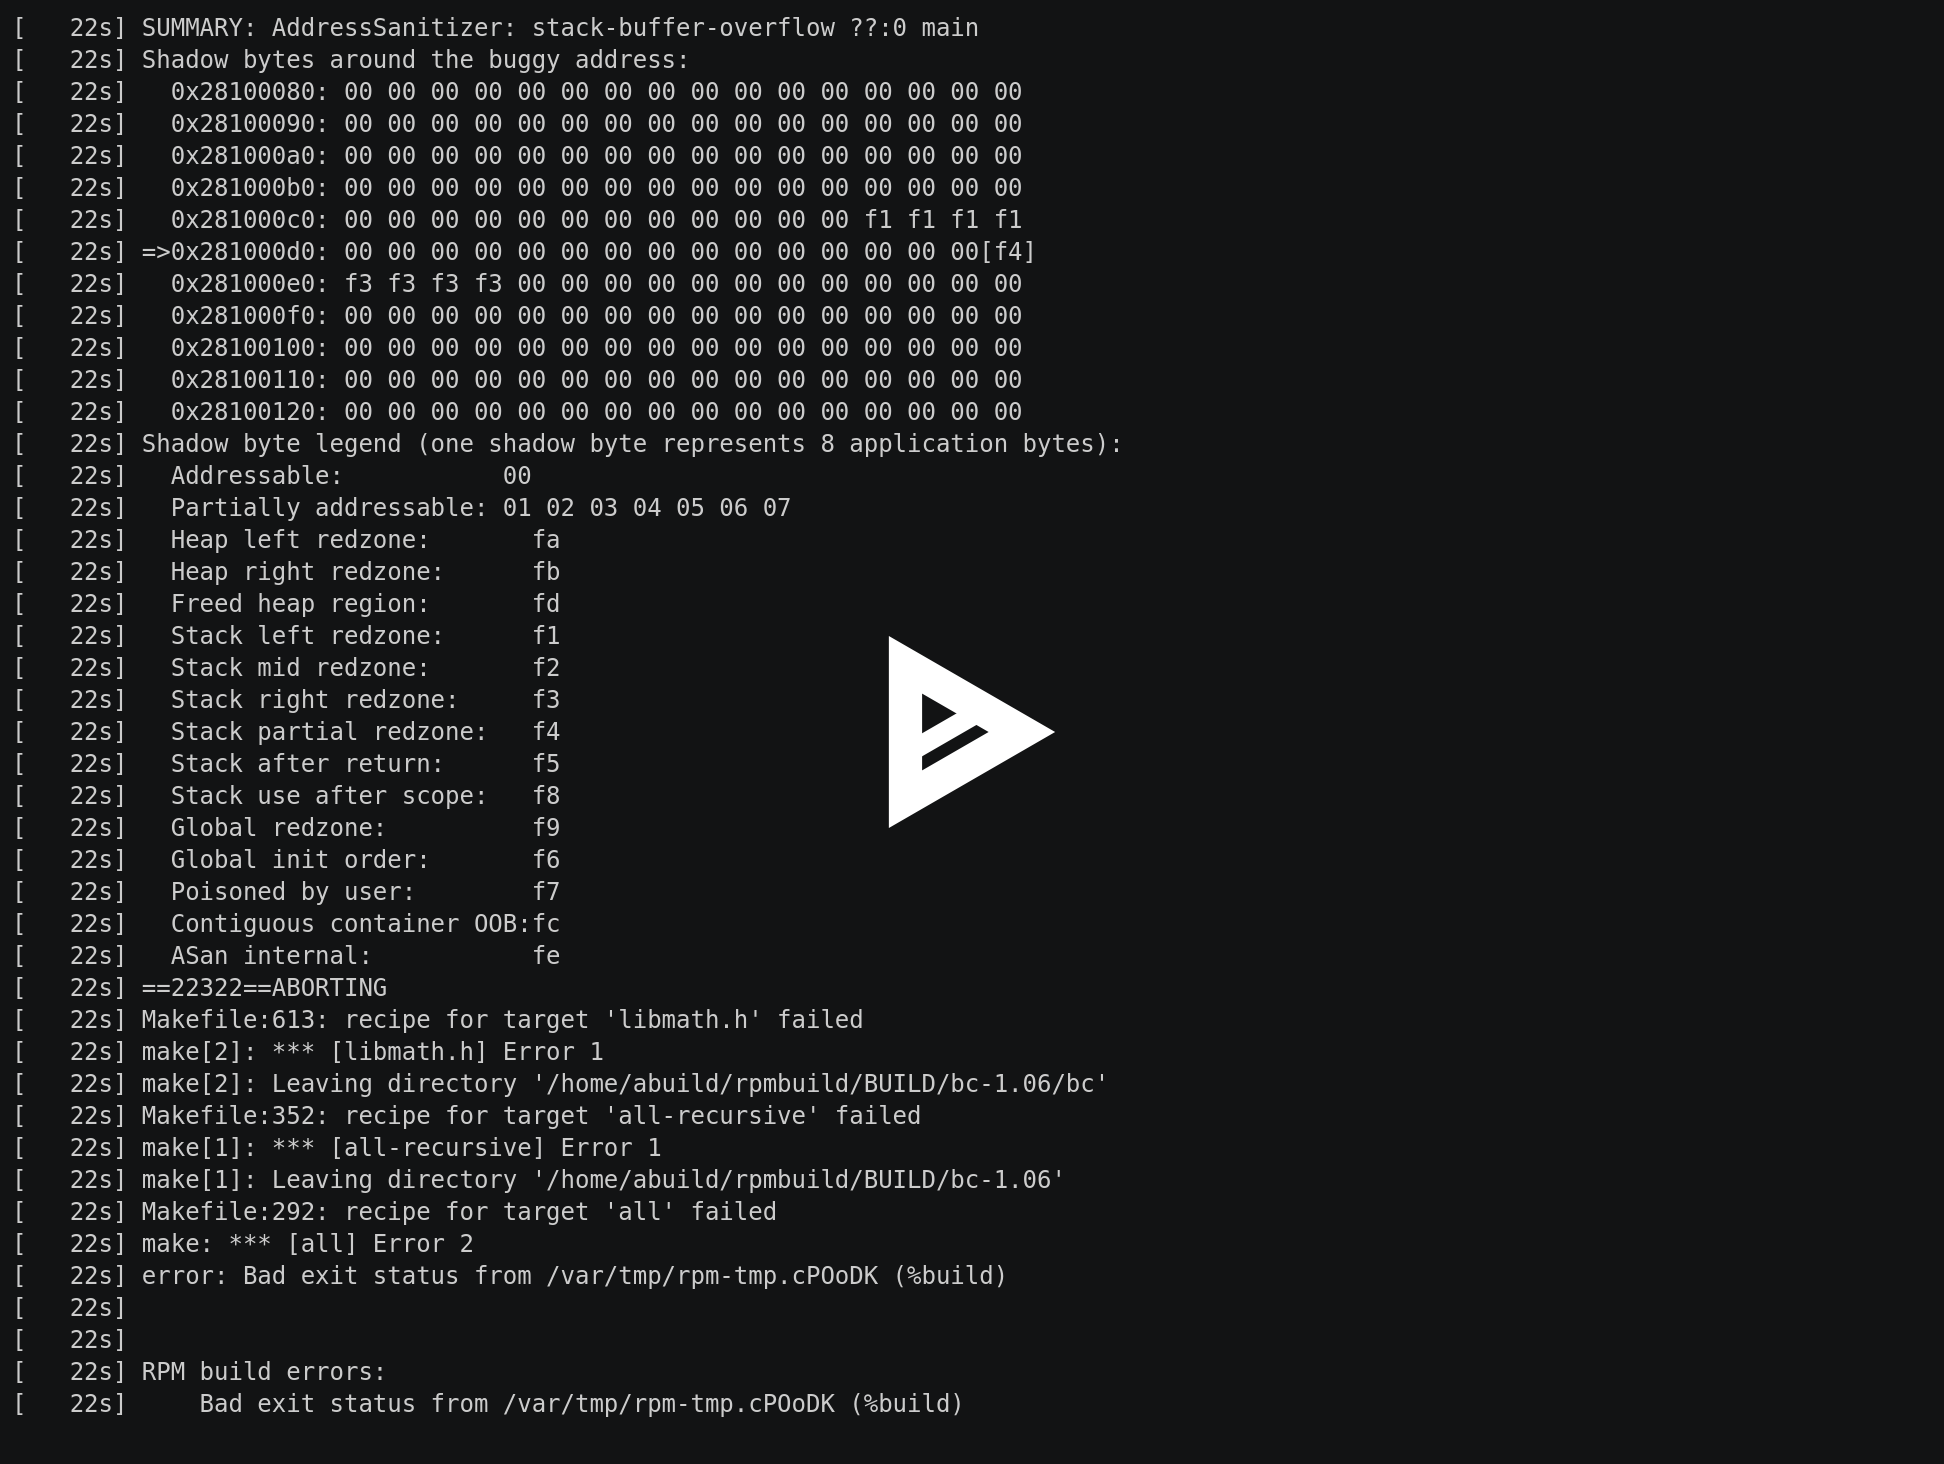 [   22s] SUMMARY: AddressSanitizer: stack-buffer-overflow ??:0 main
[   22s] Shadow bytes around the buggy address:
[   22s]   0x28100080: 00 00 00 00 00 00 00 00 00 00 00 00 00 00 00 00
[   22s]   0x28100090: 00 00 00 00 00 00 00 00 00 00 00 00 00 00 00 00
[   22s]   0x281000a0: 00 00 00 00 00 00 00 00 00 00 00 00 00 00 00 00
[   22s]   0x281000b0: 00 00 00 00 00 00 00 00 00 00 00 00 00 00 00 00
[   22s]   0x281000c0: 00 00 00 00 00 00 00 00 00 00 00 00 f1 f1 f1 f1
[   22s] =>0x281000d0: 00 00 00 00 00 00 00 00 00 00 00 00 00 00 00[f4]
[   22s]   0x281000e0: f3 f3 f3 f3 00 00 00 00 00 00 00 00 00 00 00 00
[   22s]   0x281000f0: 00 00 00 00 00 00 00 00 00 00 00 00 00 00 00 00
[   22s]   0x28100100: 00 00 00 00 00 00 00 00 00 00 00 00 00 00 00 00
[   22s]   0x28100110: 00 00 00 00 00 00 00 00 00 00 00 00 00 00 00 00
[   22s]   0x28100120: 00 00 00 00 00 00 00 00 00 00 00 00 00 00 00 00
[   22s] Shadow byte legend (one shadow byte represents 8 application bytes):
[   22s]   Addressable:           00
[   22s]   Partially addressable: 01 02 03 04 05 06 07
[   22s]   Heap left redzone:       fa
[   22s]   Heap right redzone:      fb
[   22s]   Freed heap region:       fd
[   22s]   Stack left redzone:      f1
[   22s]   Stack mid redzone:       f2
[   22s]   Stack right redzone:     f3
[   22s]   Stack partial redzone:   f4
[   22s]   Stack after return:      f5
[   22s]   Stack use after scope:   f8
[   22s]   Global redzone:          f9
[   22s]   Global init order:       f6
[   22s]   Poisoned by user:        f7
[   22s]   Contiguous container OOB:fc
[   22s]   ASan internal:           fe
[   22s] ==22322==ABORTING
[   22s] Makefile:613: recipe for target 'libmath.h' failed
[   22s] make[2]: *** [libmath.h] Error 1
[   22s] make[2]: Leaving directory '/home/abuild/rpmbuild/BUILD/bc-1.06/bc'
[   22s] Makefile:352: recipe for target 'all-recursive' failed
[   22s] make[1]: *** [all-recursive] Error 1
[   22s] make[1]: Leaving directory '/home/abuild/rpmbuild/BUILD/bc-1.06'
[   22s] Makefile:292: recipe for target 'all' failed
[   22s] make: *** [all] Error 2
[   22s] error: Bad exit status from /var/tmp/rpm-tmp.cPOoDK (%build)
[   22s]
[   22s]
[   22s] RPM build errors:
[   22s]     Bad exit status from /var/tmp/rpm-tmp.cPOoDK (%build)